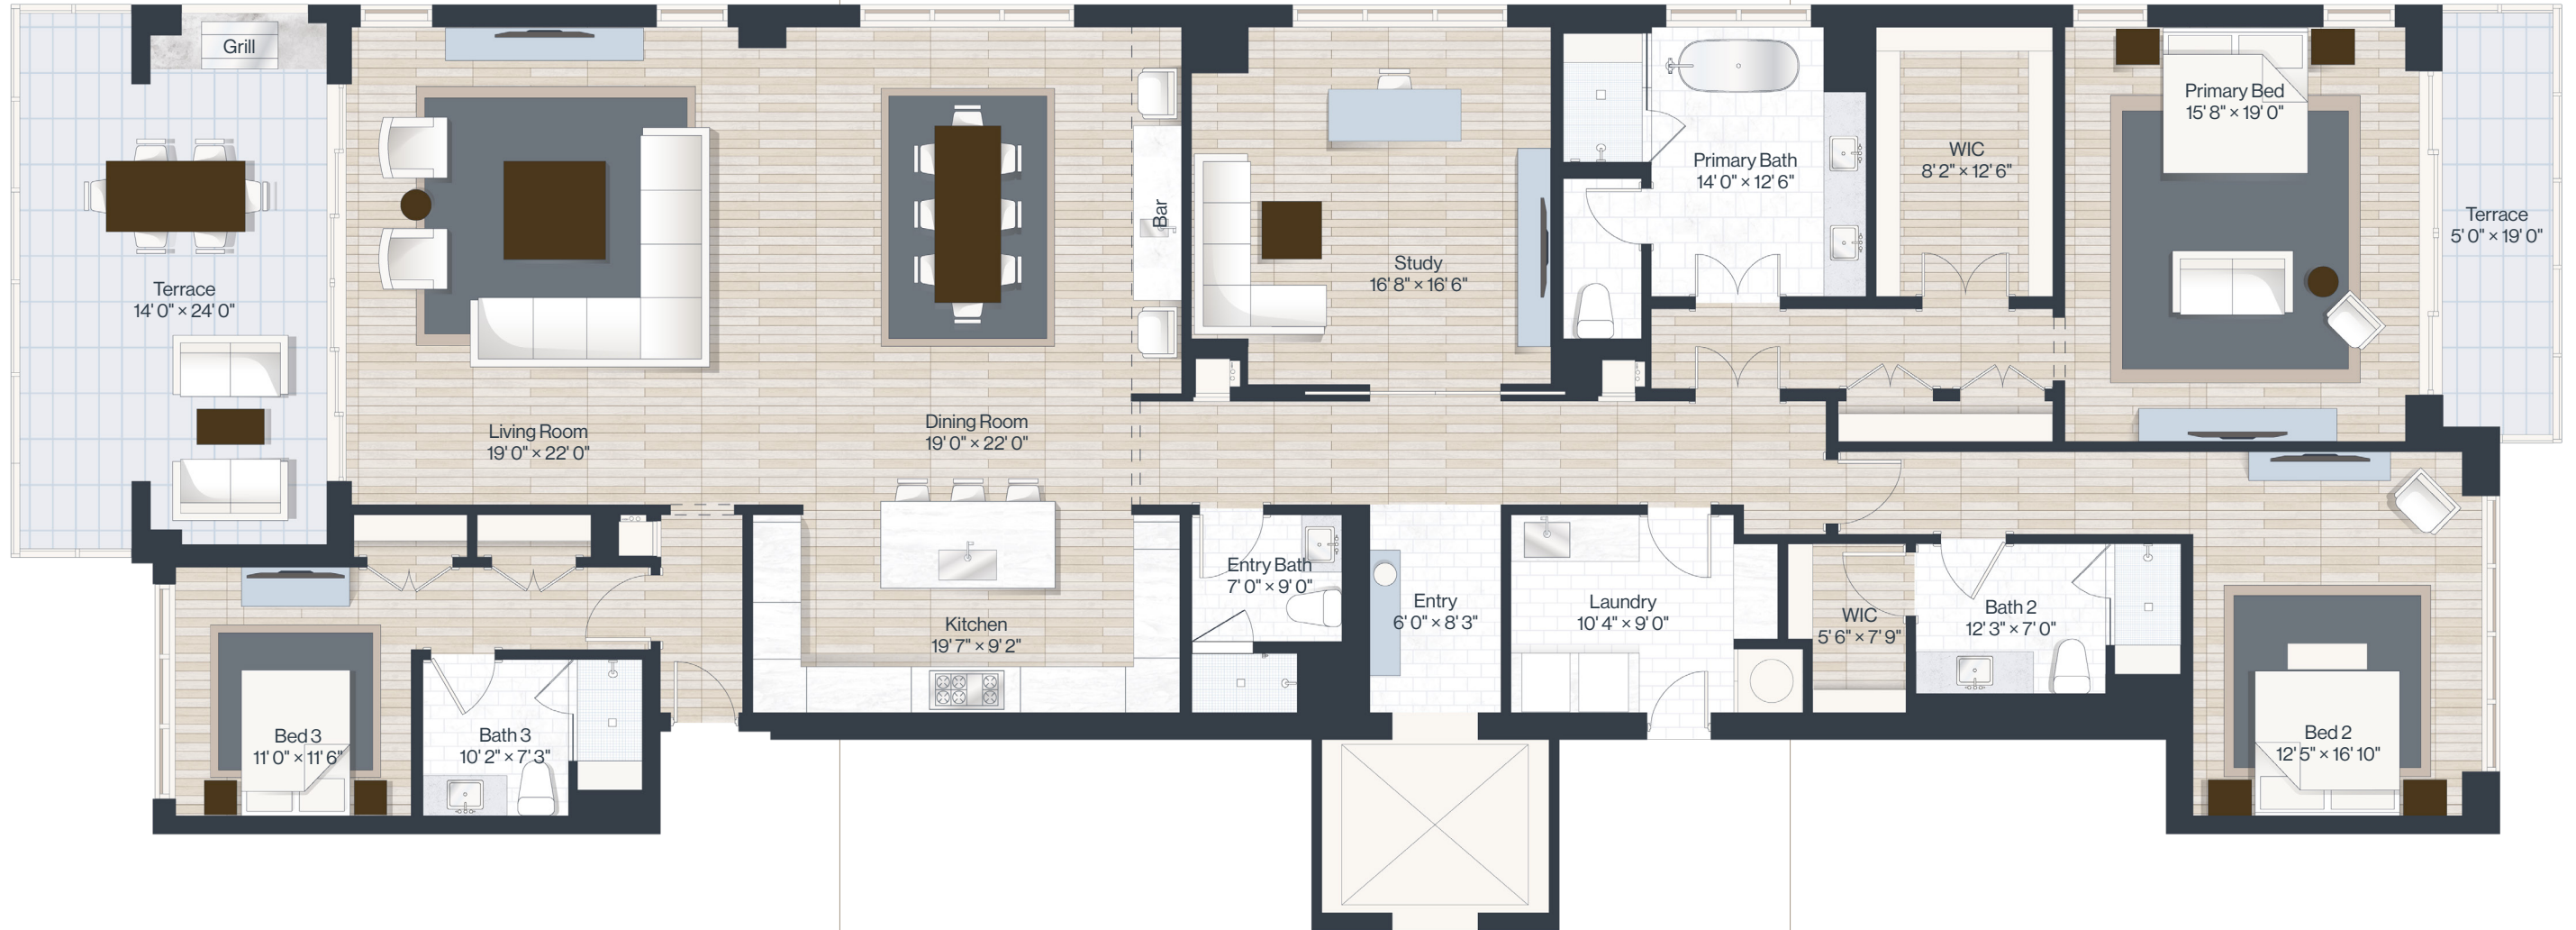 Grill
Terrace
14' 0" × 24' 0"
Living Room
19' 0" × 22' 0"
Dining Room
19' 0" × 22' 0"
Bar
Study
16' 8" × 16' 6"
Primary Bath
14' 0" × 12' 6"
WIC
8' 2" × 12' 6"
Primary Bed
15' 8" × 19' 0"
Terrace
5' 0" × 19' 0"
Bed 3
11' 0" × 11' 6"
Bath 3
10' 2" × 7' 3"
Kitchen
19' 7" × 9' 2"
Entry Bath
7' 0" × 9' 0"
Entry
6' 0" × 8' 3"
Laundry
10' 4" × 9' 0"
WIC
5' 6" × 7' 9"
Bath 2
12' 3" × 7' 0"
Bed 2
12' 5" × 16' 10"